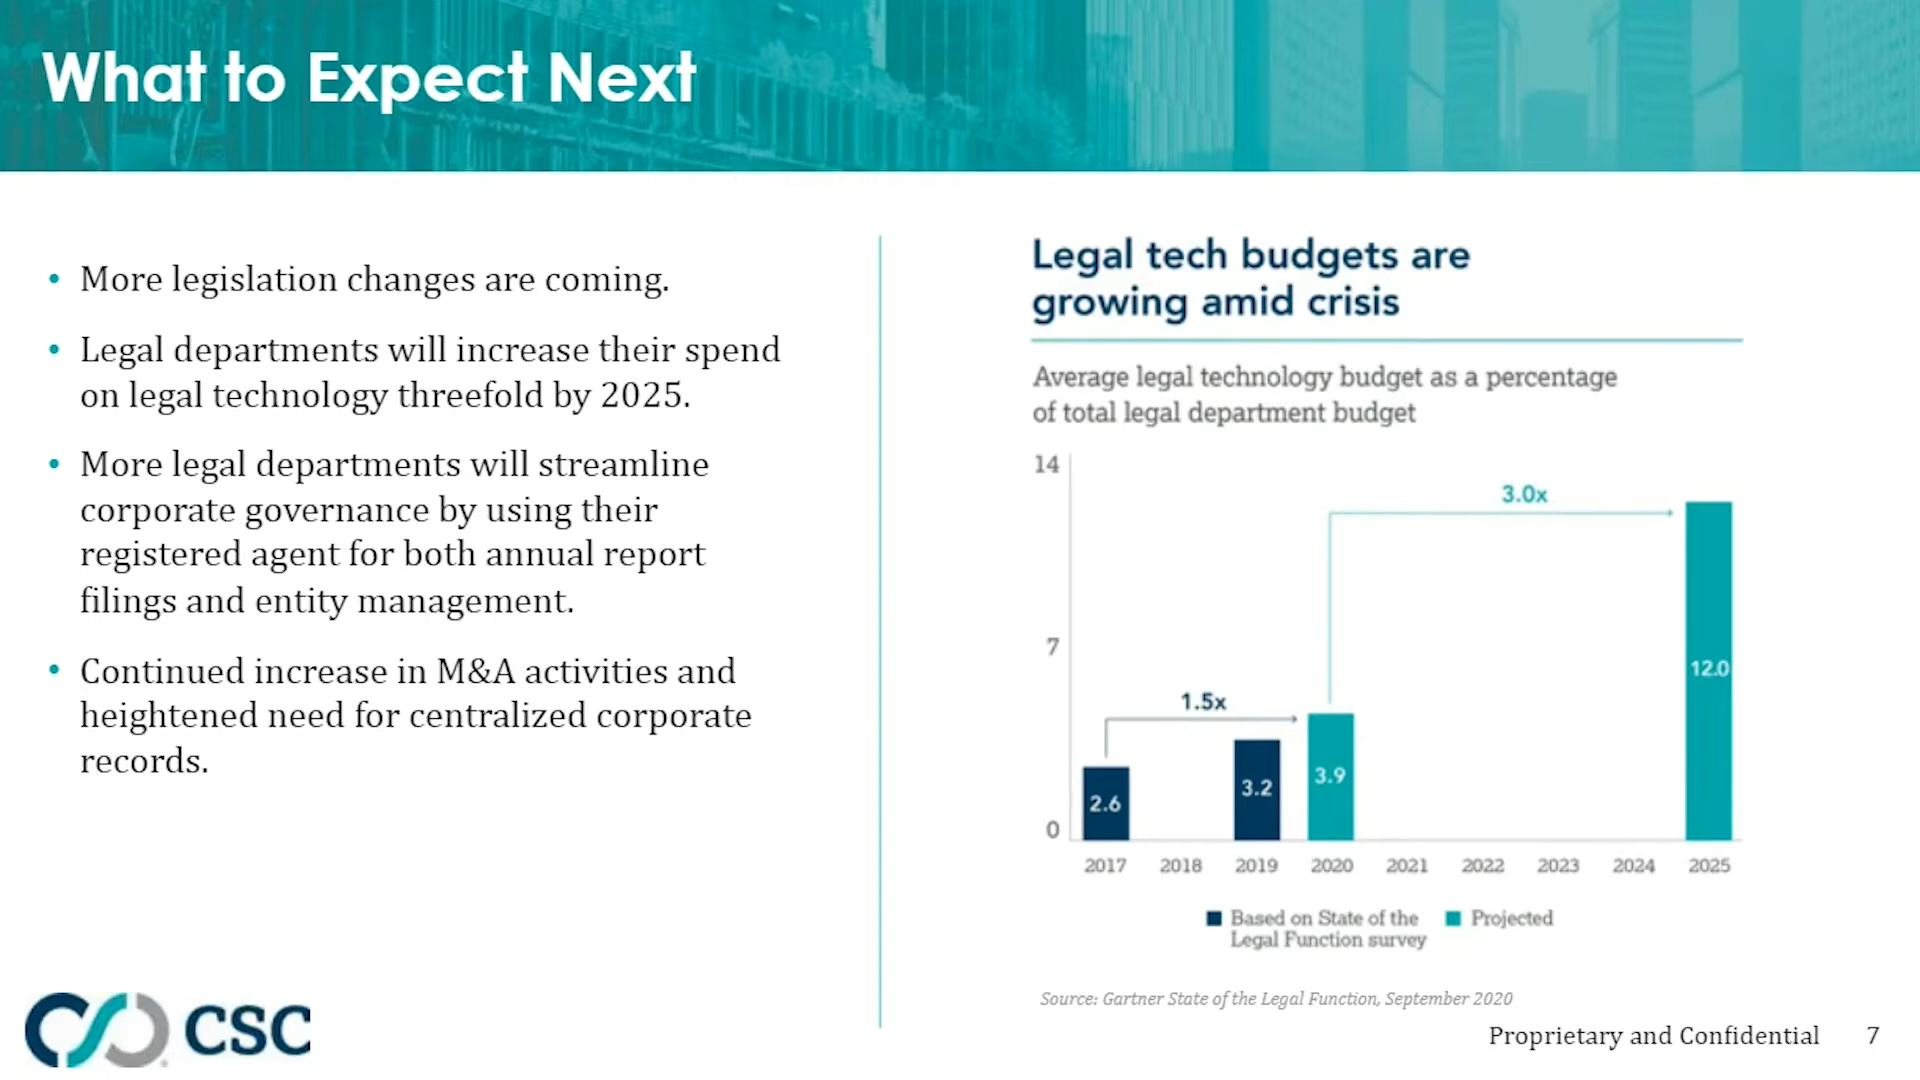 What to Expect Next
• More legislation changes are coming.
• Legal departments will increase their spend
on legal technology threefold by 2025.
• More legal departments will streamline
corporate governance by using their
registered agent for both annual report
filings and entity management.
• Continued increase in M&A activities and
heightened need for centralized corporate
records.
Legal tech budgets are
growing amid crisis
Average legal technology budget as a percentage
of total legal department budget
14
3.0x
7
12.0
1.5x
3.9
3.2
2.6
0
2017 2018 2019 2020 2021 2022 2023 2024 2025
Based on State of the
Legal Function survey
Projected
Source: Gartner State of the Legal Function, September 2020
CSC
Proprietary and Confidential 7